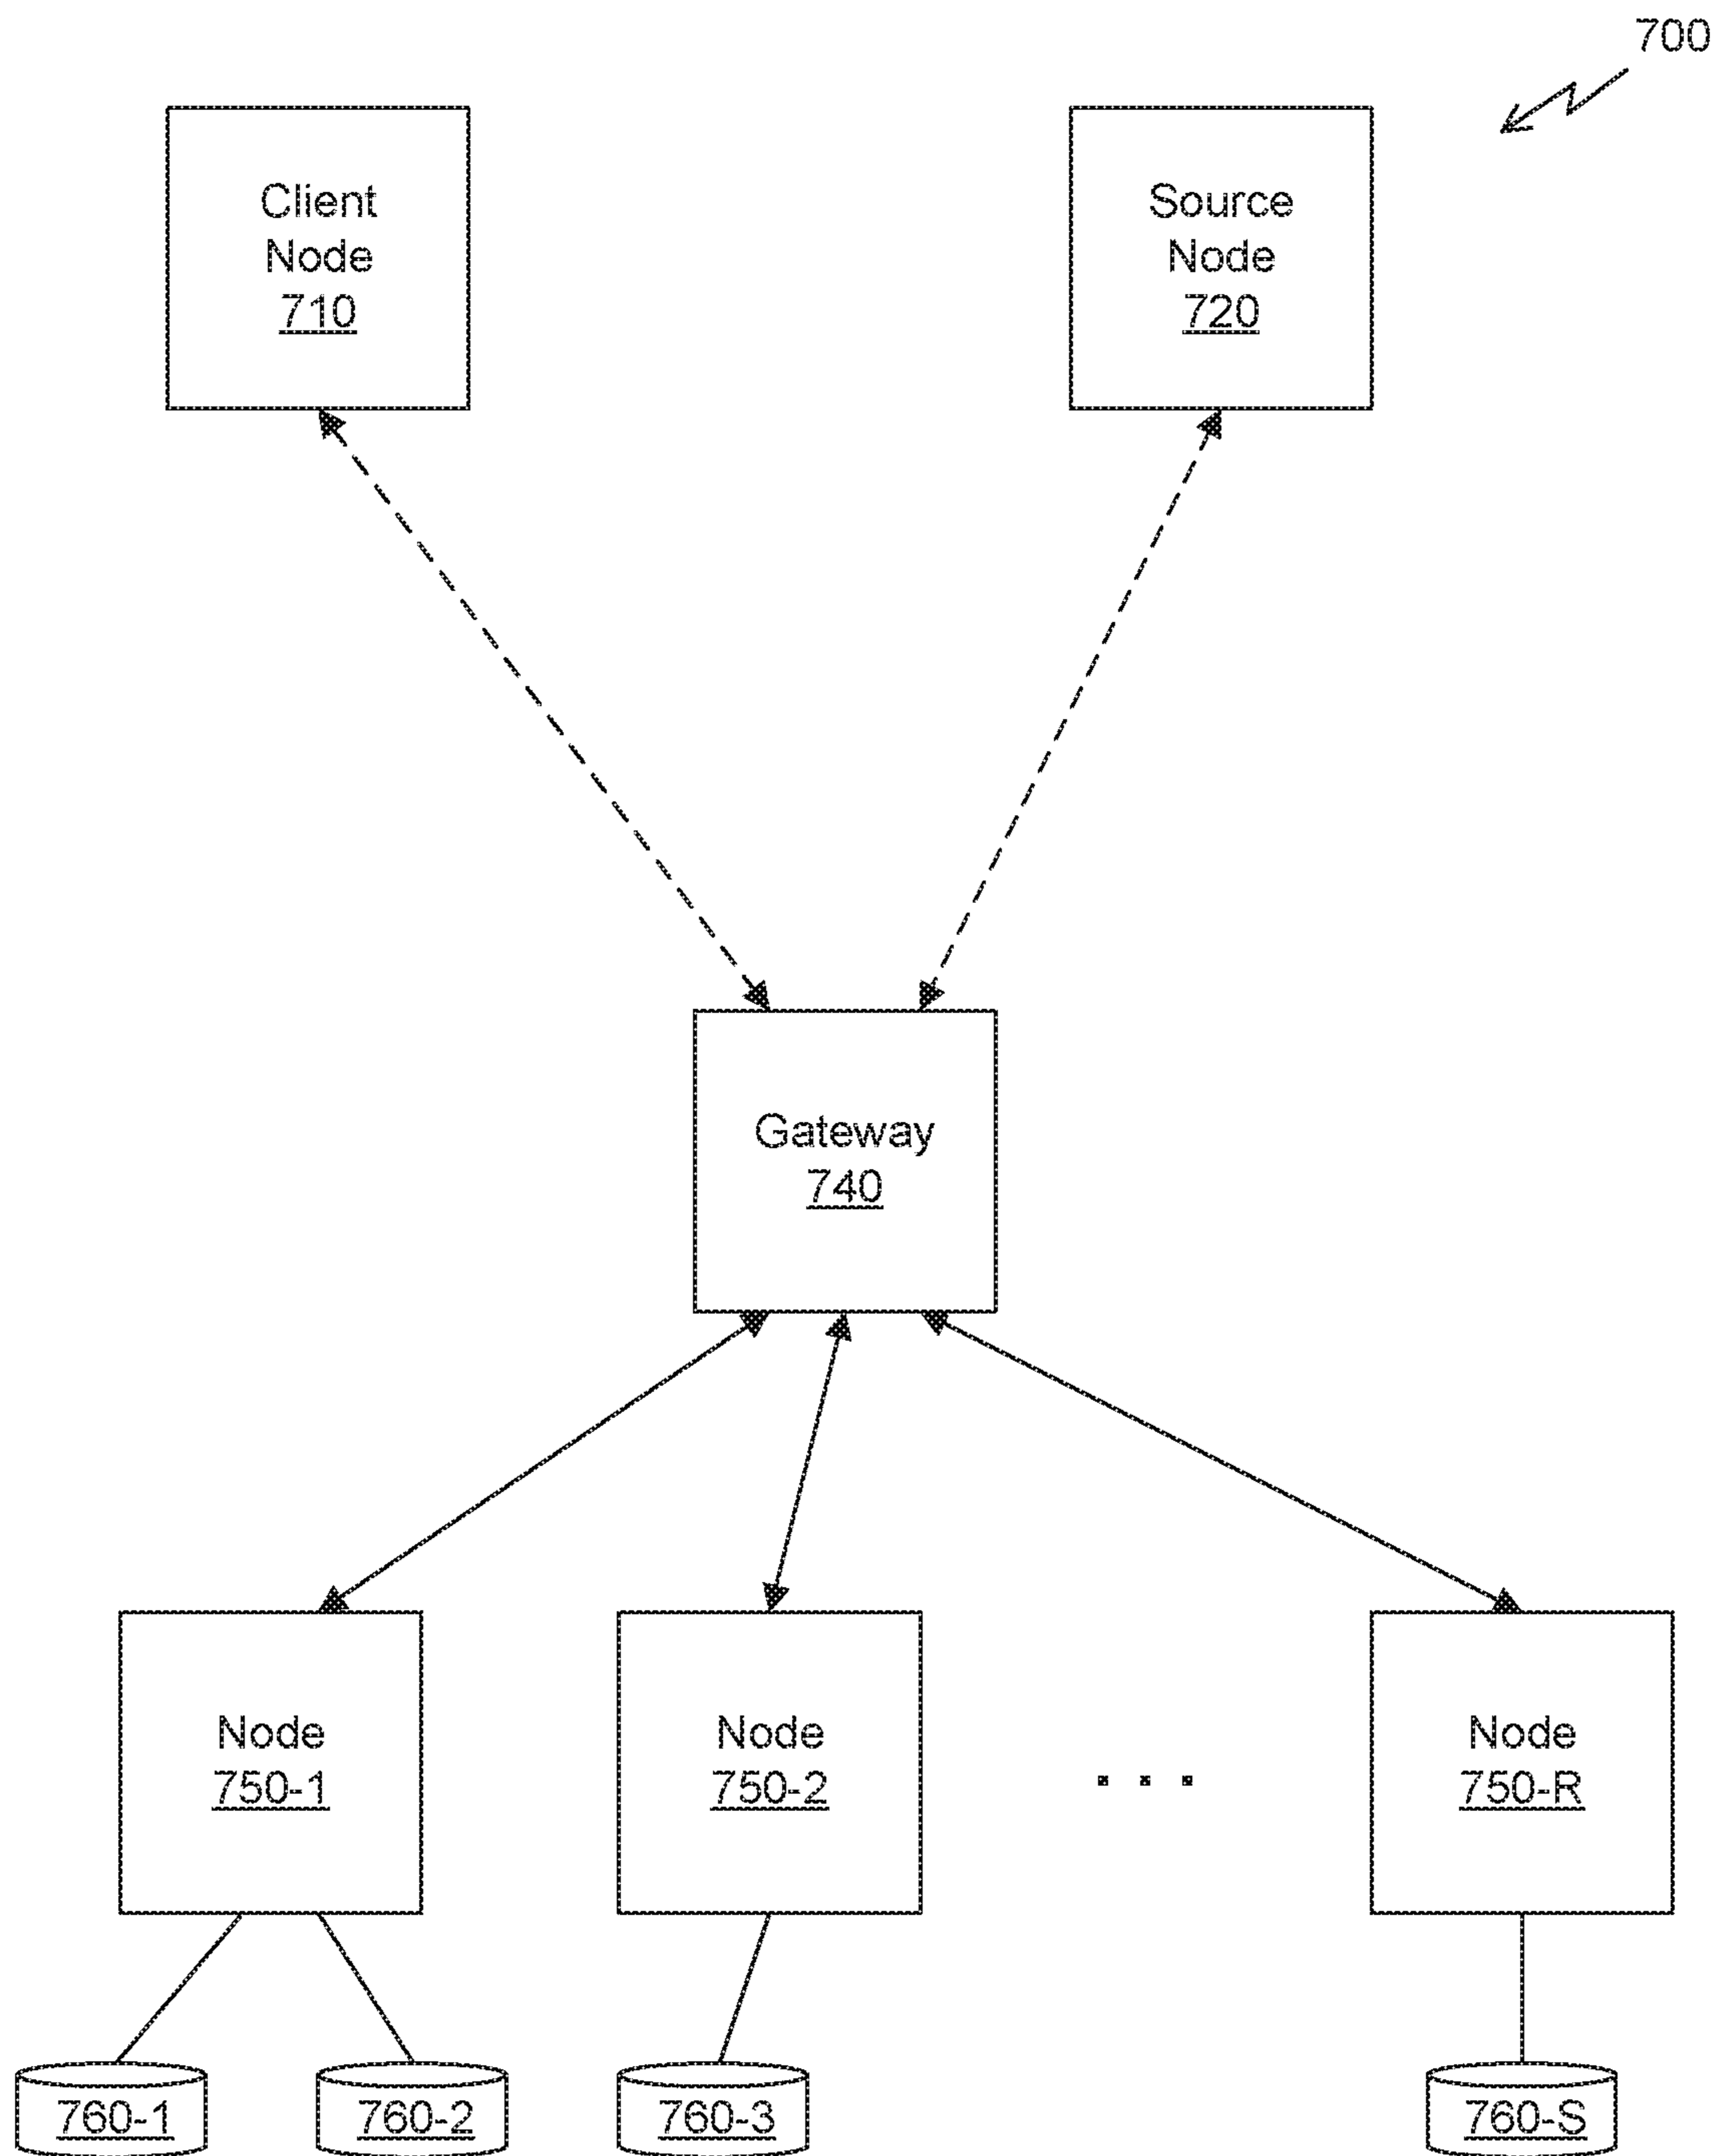 700
Client
Node
710
Source
Node
720
Gateway
740
Node
750-1
Node
750-2
. . .
Node
750-R
760-1
760-2
760-3
760-S